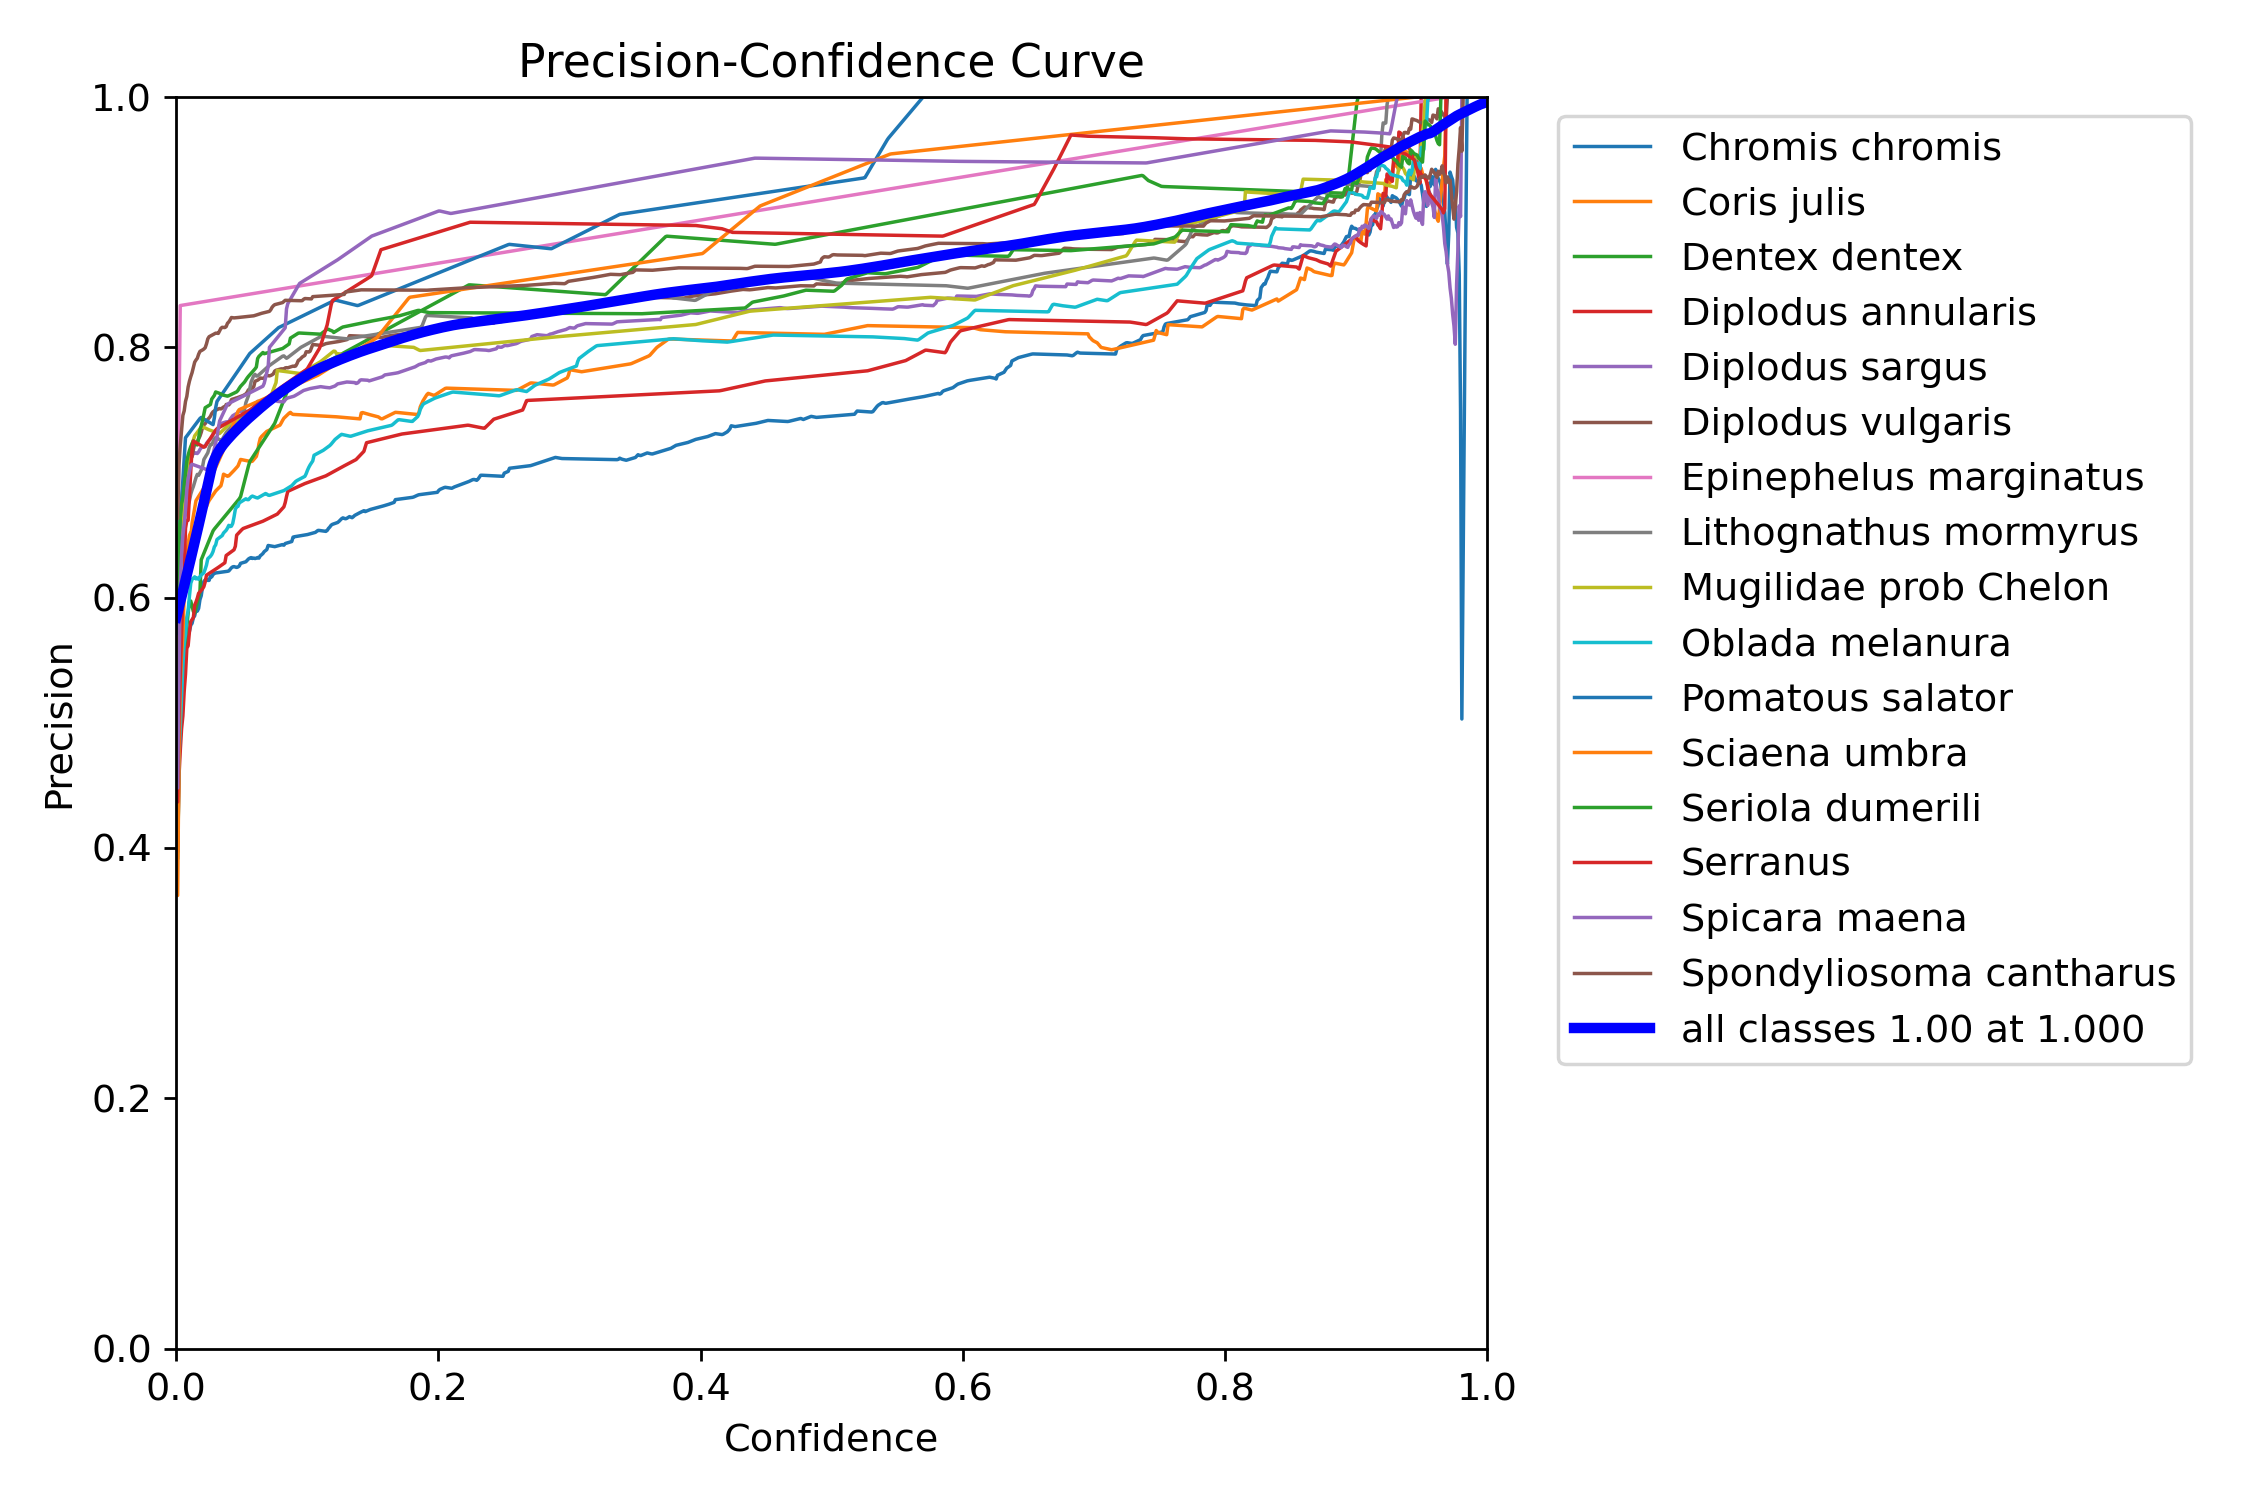 Precision-Confidence Curve
1.0
0.8
0.6
0.4
0.2
0.0
Precision
0.0 0.2 0.4 0.6 0.8 1.0
Confidence
Chromis chromis
Coris julis
Dentex dentex
Diplodus annularis
Diplodus sargus
Diplodus vulgaris
Epinephelus marginatus
Lithognathus mormyrus
Mugilidae prob Chelon
Oblada melanura
Pomatous salator
Sciaena umbra
Seriola dumerili
Serranus
Spicara maena
Spondyliosoma cantharus
all classes 1.00 at 1.000